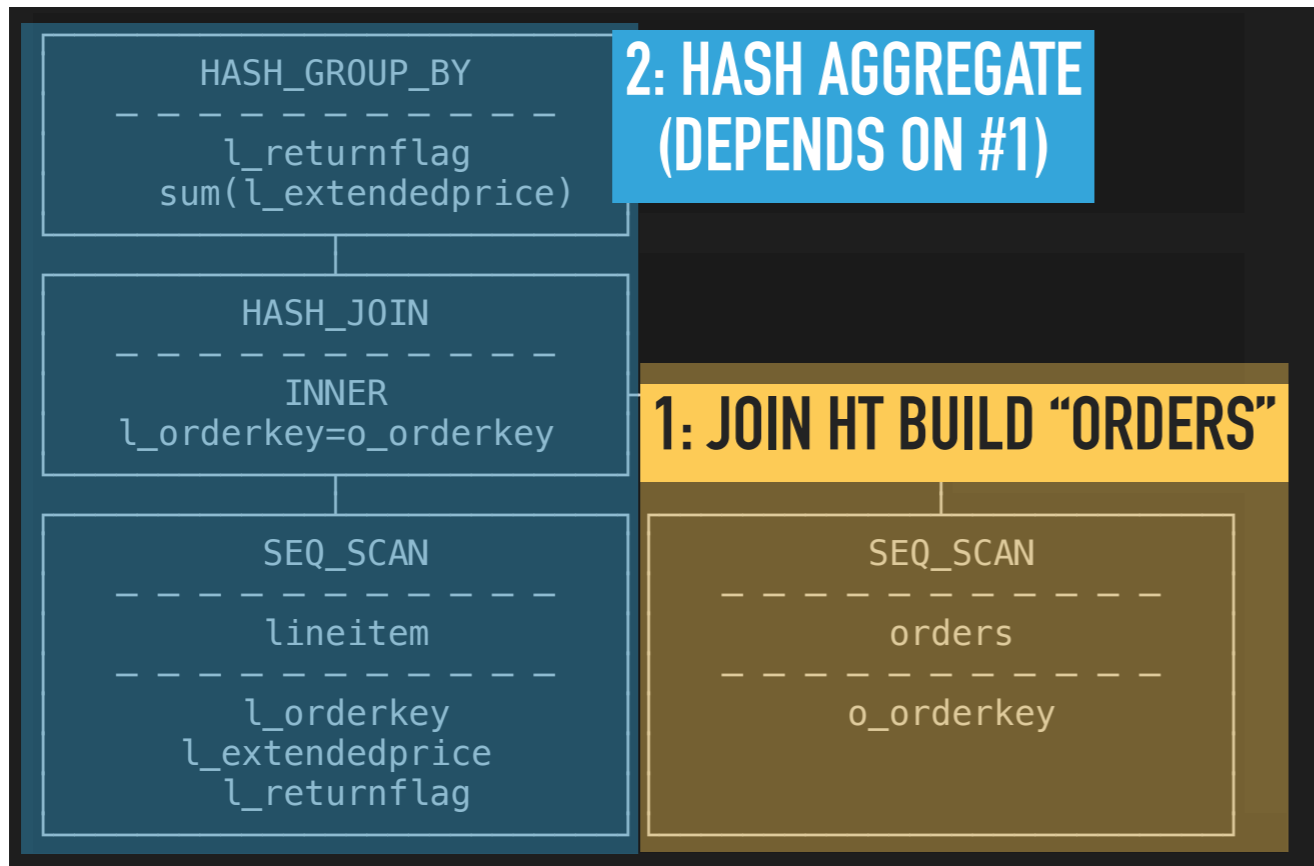 HASH_GROUP_BY
l_returnflag
sum(l_extendedprice)
2: HASH AGGREGATE
(DEPENDS ON #1)
HASH_JOIN
INNER
l_orderkey=o_orderkey
1: JOIN HT BUILD “ORDERS”
SEQ_SCAN
lineitem
l_orderkey
l_extendedprice
l_returnflag
SEQ_SCAN
orders
o_orderkey